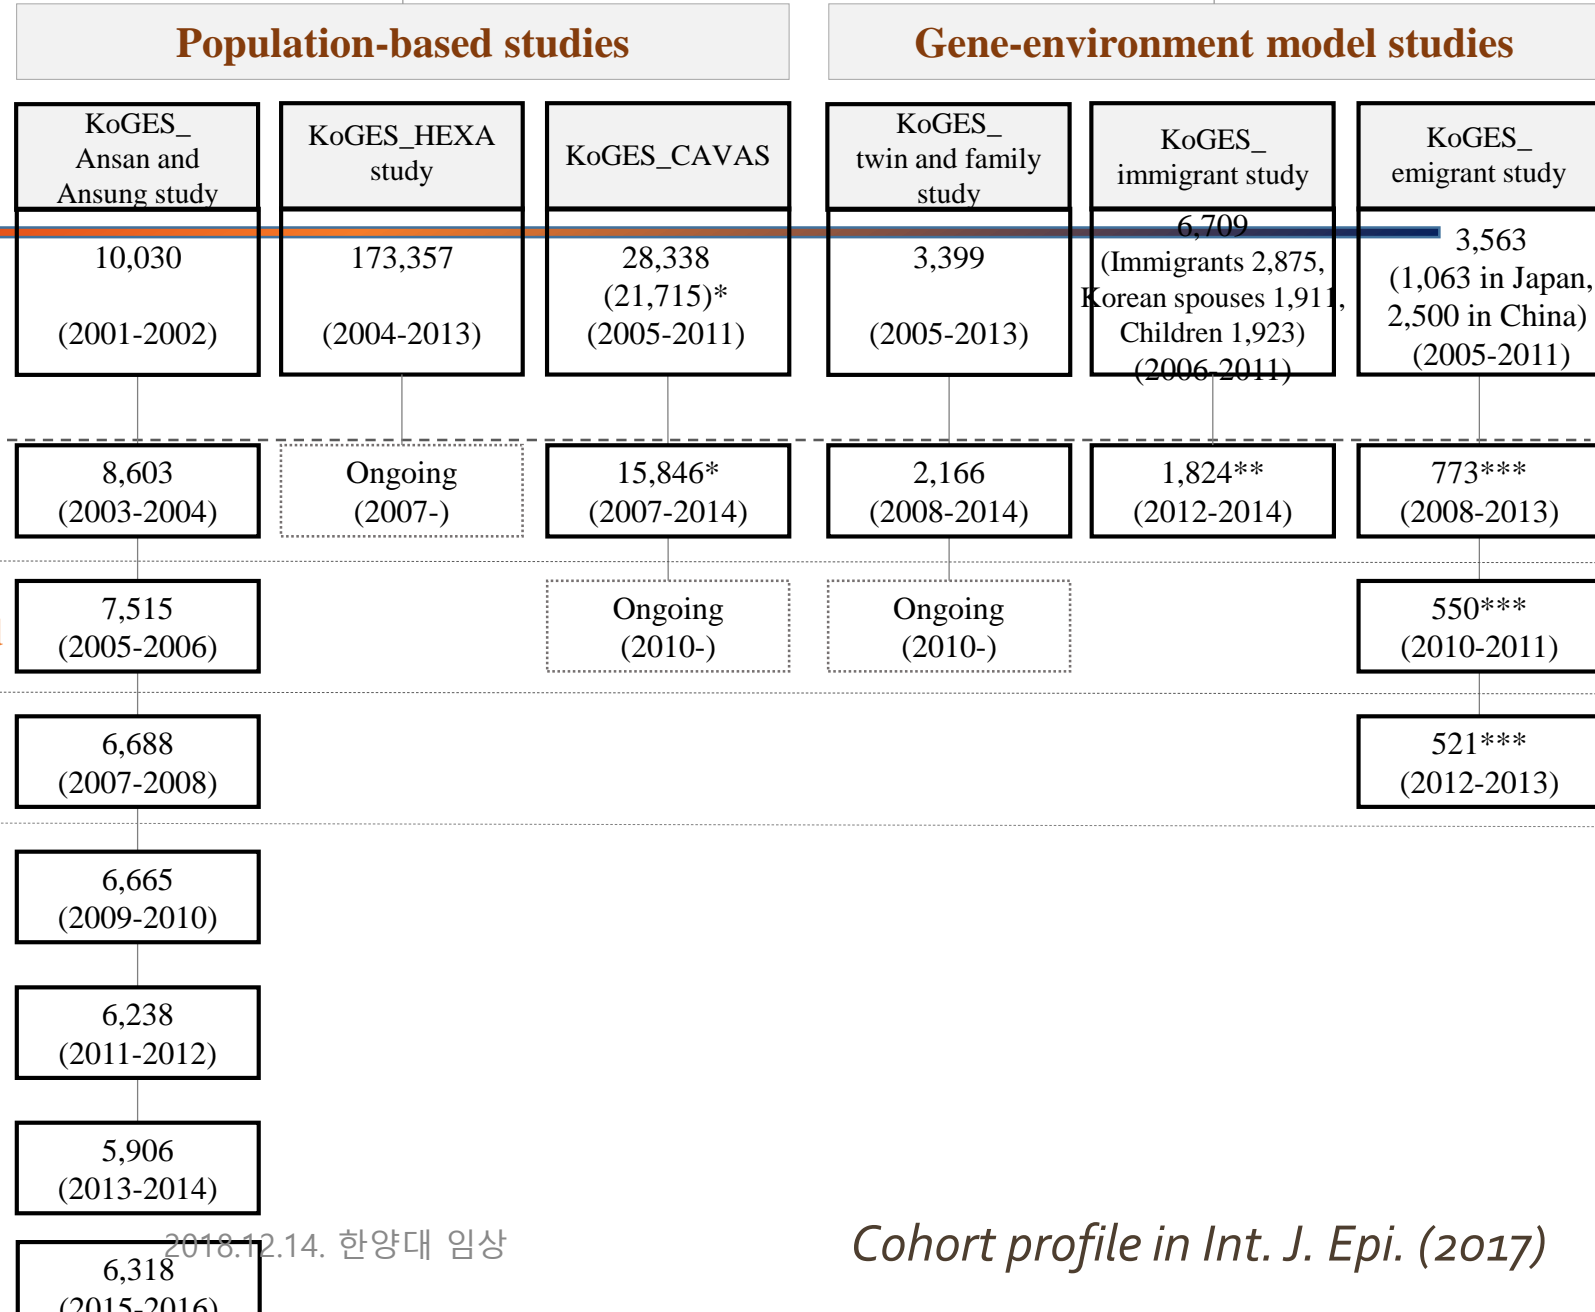 Population-based studies
Gene-environment model studies
KoGES_
Ansan and
Ansung study
KoGES_HEXA
study
KoGES_CAVAS
KoGES_
twin and family
study
KoGES_
immigrant study
KoGES_
emigrant study
10,030
(2001-2002)
173,357
(2004-2013)
28,338
(21,715)*
(2005-2011)
3,399
(2005-2013)
6,709
(Immigrants 2,875,
Korean spouses 1,911,
Children 1,923)
(2006-2011)
3,563
(1,063 in Japan,
2,500 in China)
(2005-2011)
8,603
(2003-2004)
Ongoing
(2007-)
15,846*
(2007-2014)
2,166
(2008-2014)
1,824**
(2012-2014)
773***
(2008-2013)
7,515
(2005-2006)
Ongoing
(2010-)
Ongoing
(2010-)
550***
(2010-2011)
6,688
(2007-2008)
521***
(2012-2013)
6,665
(2009-2010)
6,238
(2011-2012)
5,906
(2013-2014)
2018.12.14. 한양대 임상
Cohort profile in Int. J. Epi. (2017)
6,318
(2015-2016)